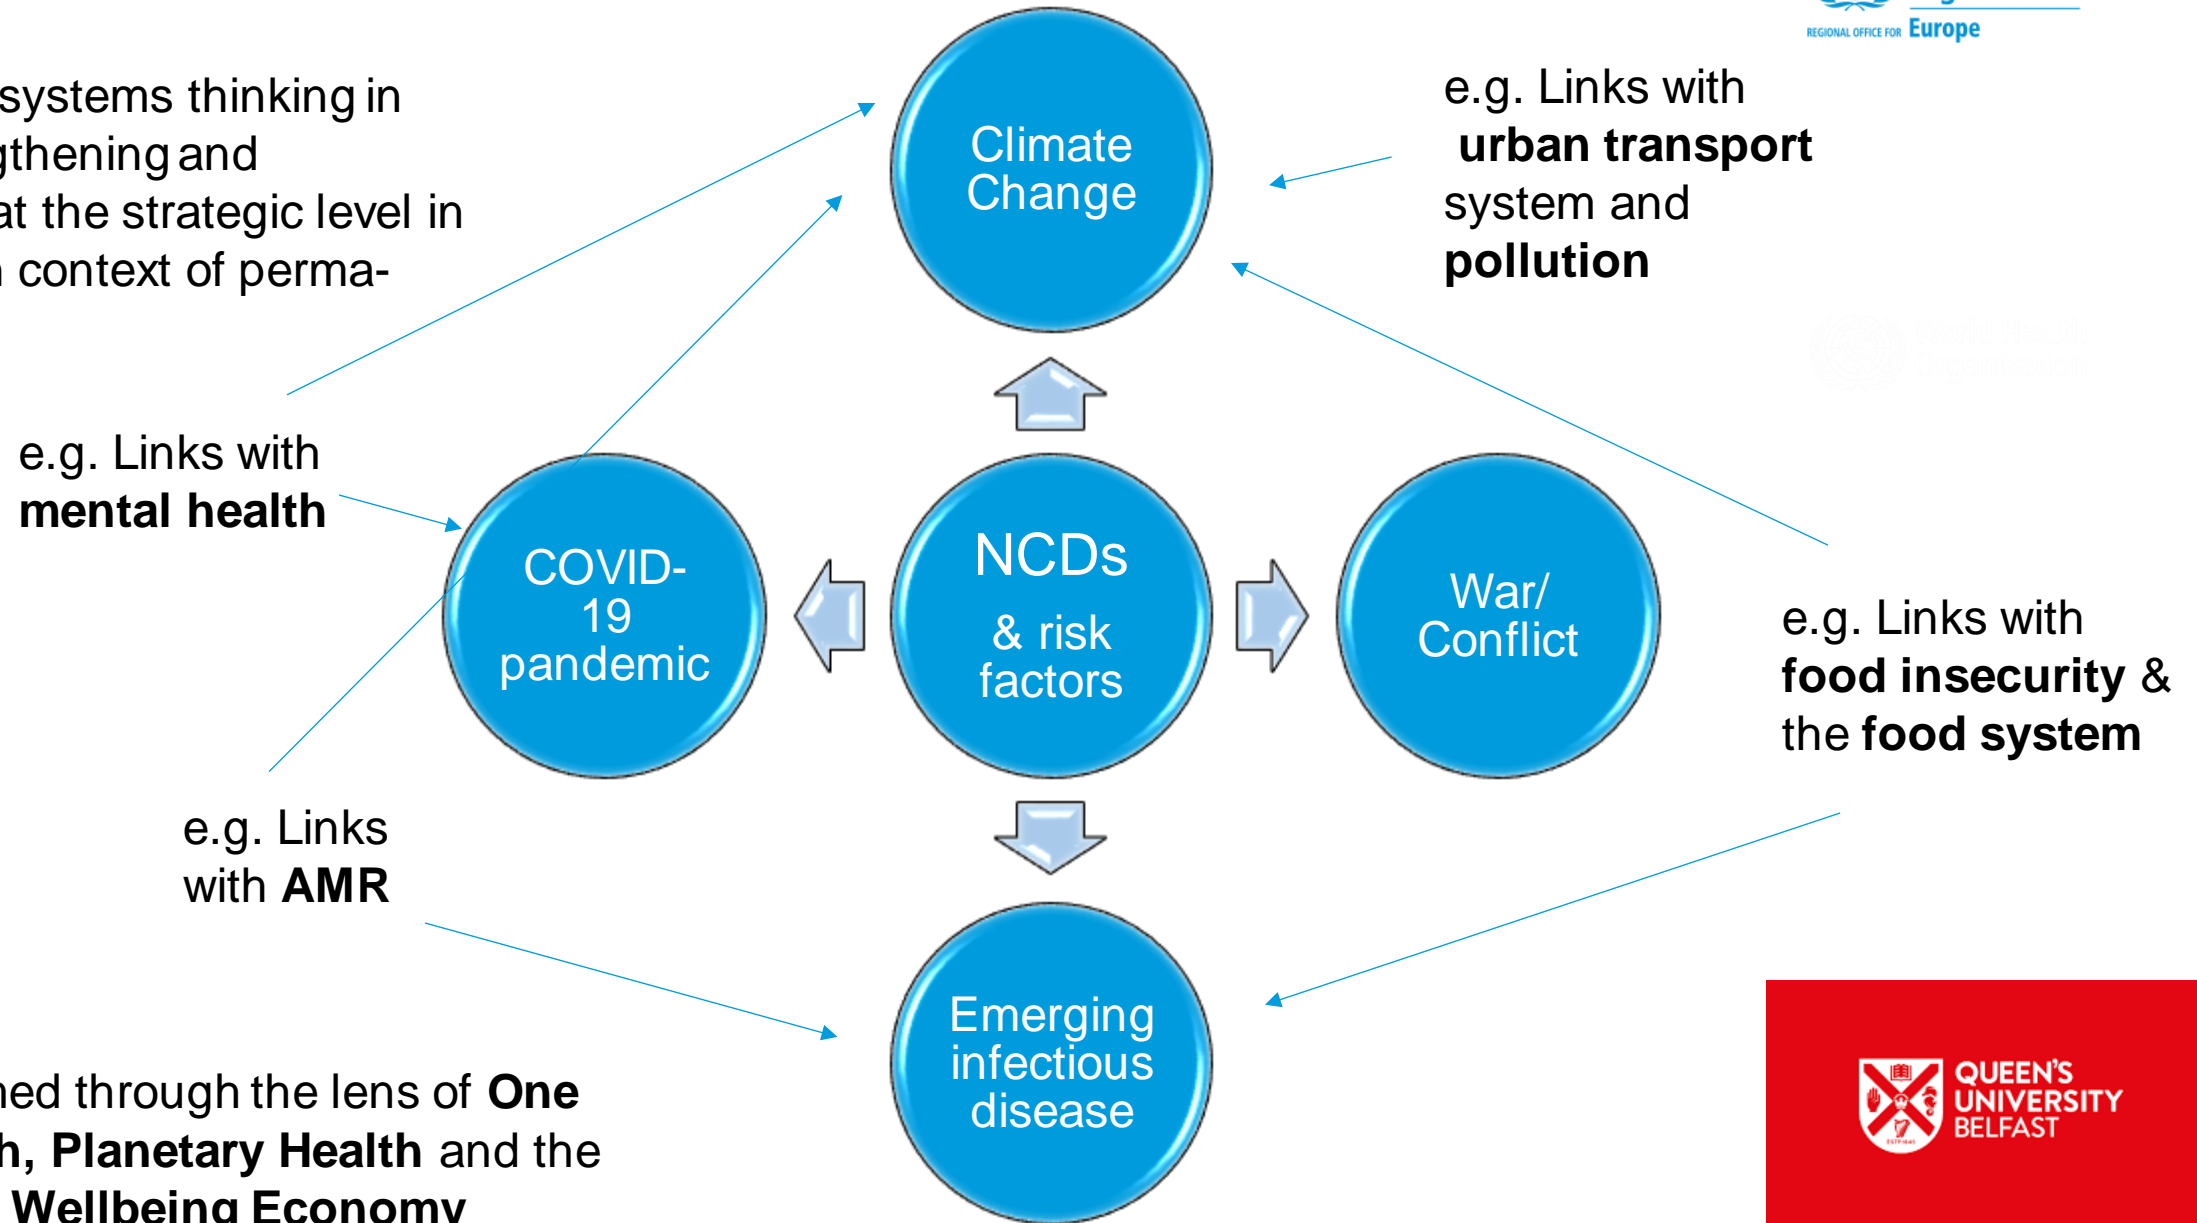 REGIONAL OFFICE FOR Europe
systems thinking in
gthening and
at the strategic level in
context of perma-
Climate
Change
e.g. Links with
urban transport
system and
pollution
e.g. Links with
mental health
COVID-
19
pandemic
NCDs
& risk
factors
War/
Conflict
e.g. Links with
food insecurity &
the food system
e.g. Links
with AMR
Emerging
infectious
disease
ned through the lens of One
h, Planetary Health and the
Wellbeing Economy
QUEEN'S
UNIVERSITY
BELFAST